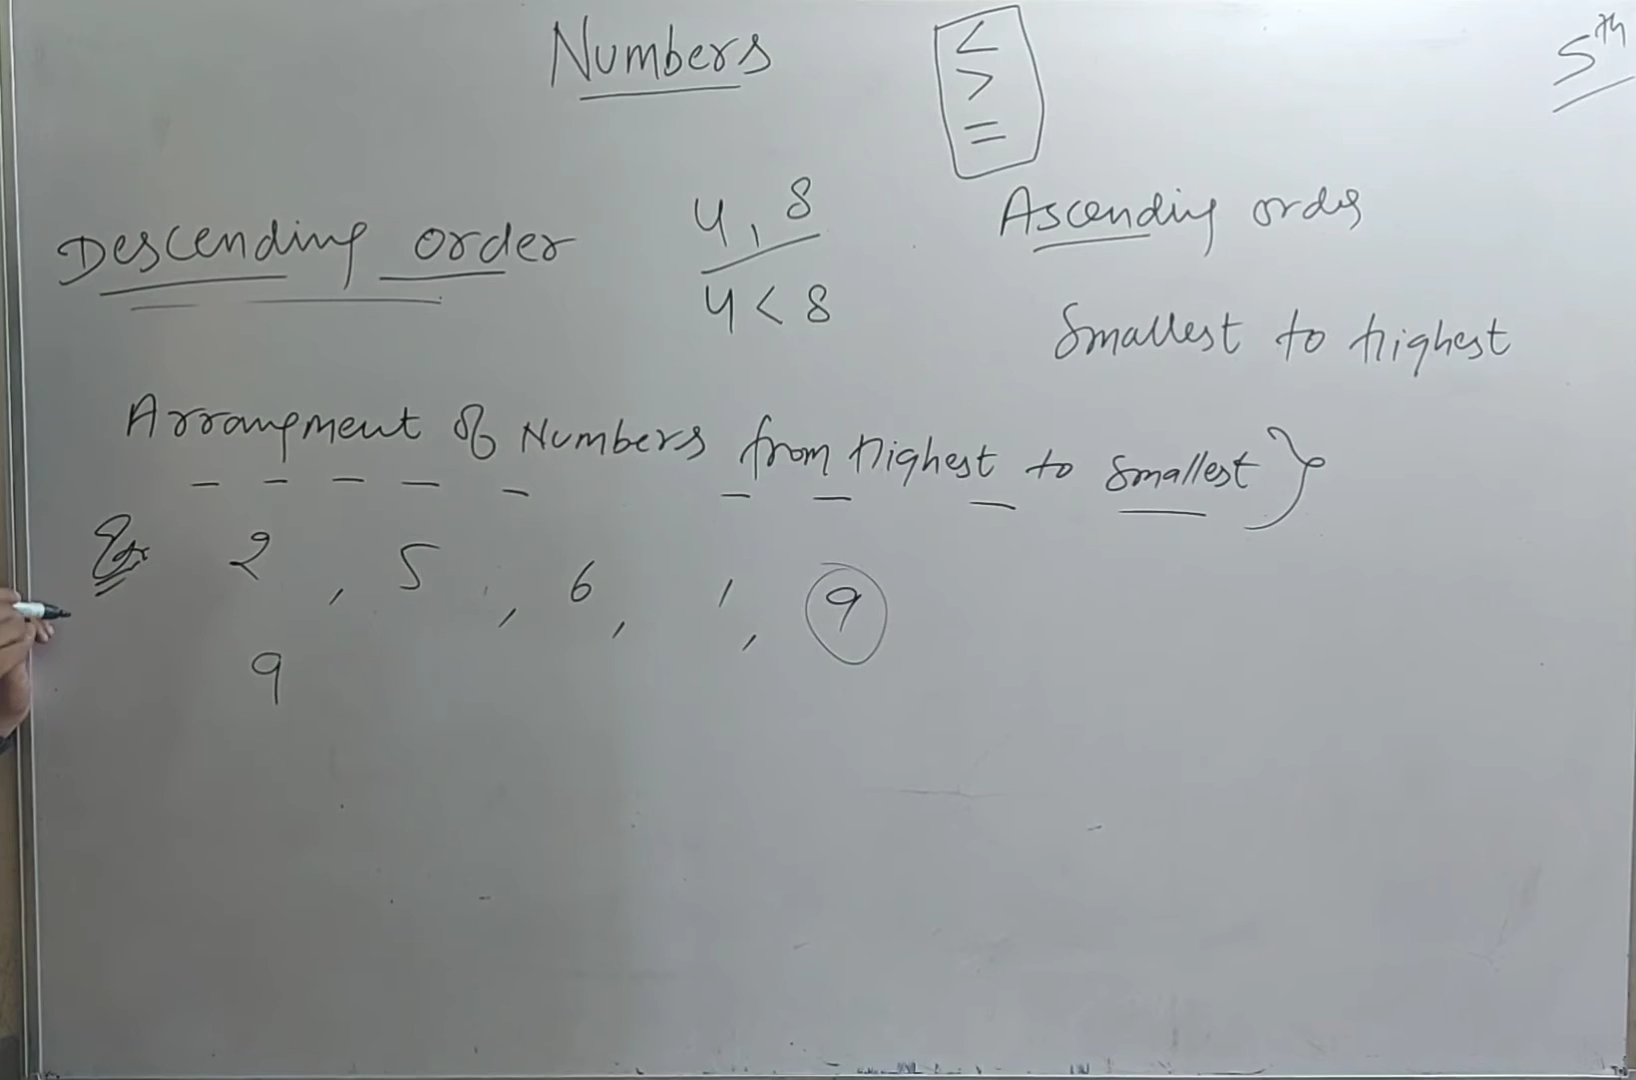 Numbers
<
>
=
5th
Descending order
4, 8
4 < 8
Ascending order
Smallest to highest
Arrangment of Numbers from highest to smallest }
Ex 2, 5, 6, 1, 9
9